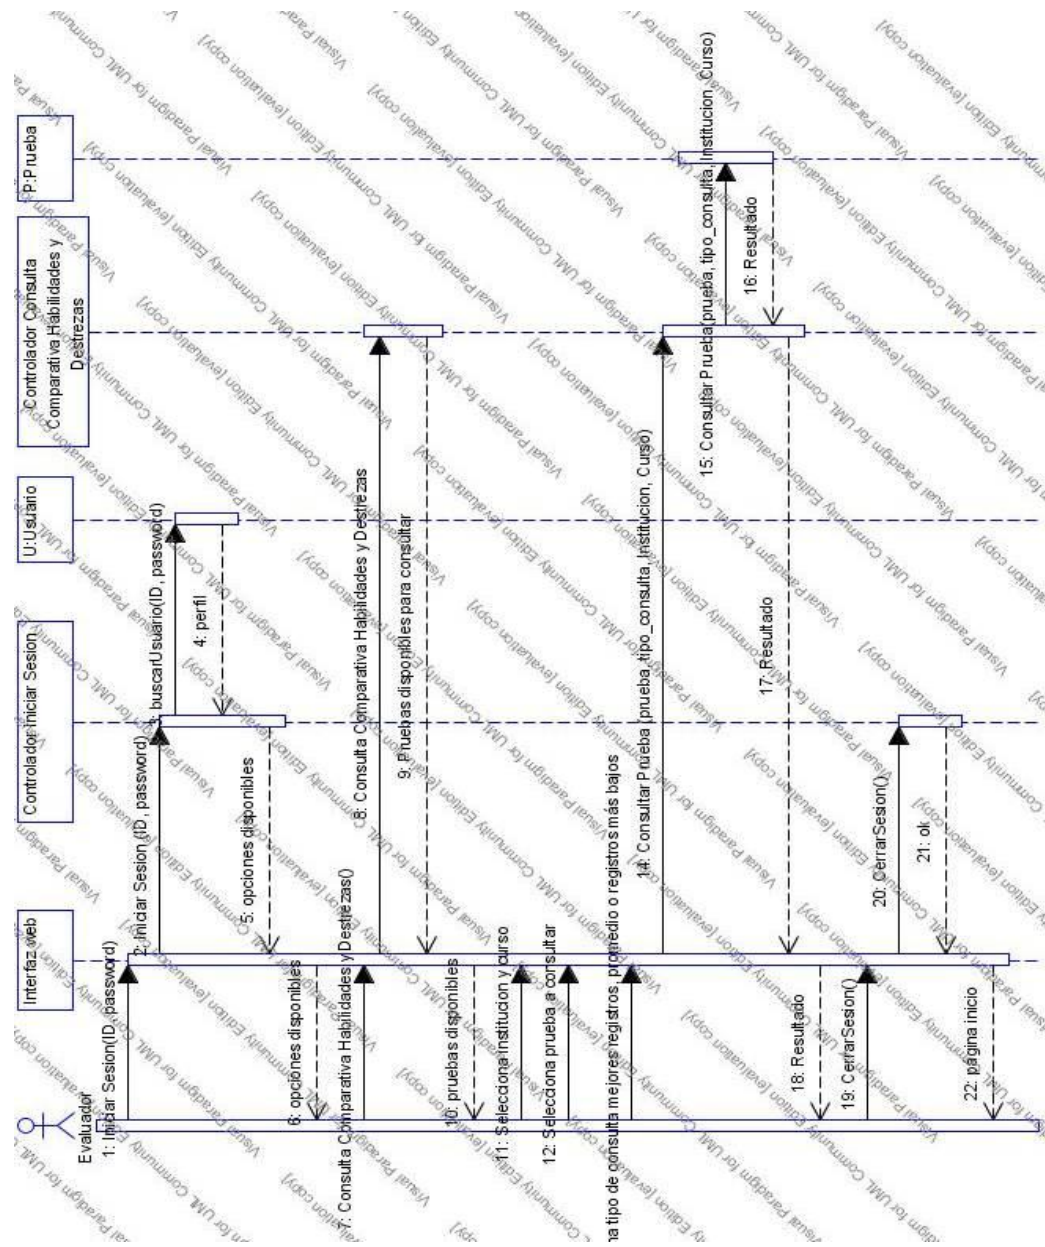 Evaluador
Interfaz web
Controlador Iniciar Sesion
U:Usuario
Controlador Consulta
Comparativa Habilidades y
Destrezas
P:Prueba
1: Iniciar Sesion(ID, password)
2: Iniciar Sesion (ID, password)
3: buscarUsuario(ID, password)
4: perfil
5: opciones disponibles
6: opciones disponibles
7: Consulta Comparativa Habilidades y Destrezas()
8: Consulta Comparativa Habilidades y Destrezas
9: Pruebas disponibles para consultar
10: pruebas disponibles
11: Selecciona institucion y curso
12: Selecciona prueba a consultar
tipo de consulta mejores registros, promedio o registros más bajos
14: Consultar Prueba (prueba, tipo_consulta, Institucion, Curso)
15: Consultar Prueba(prueba, tipo_consulta, Institucion, Curso)
16: Resultado
17: Resultado
18: Resultado
19: CerrarSesion()
20: CerrarSesion()
21: ok
22: página inicio
Visual Paradigm for UML Community Edition [evaluation copy]